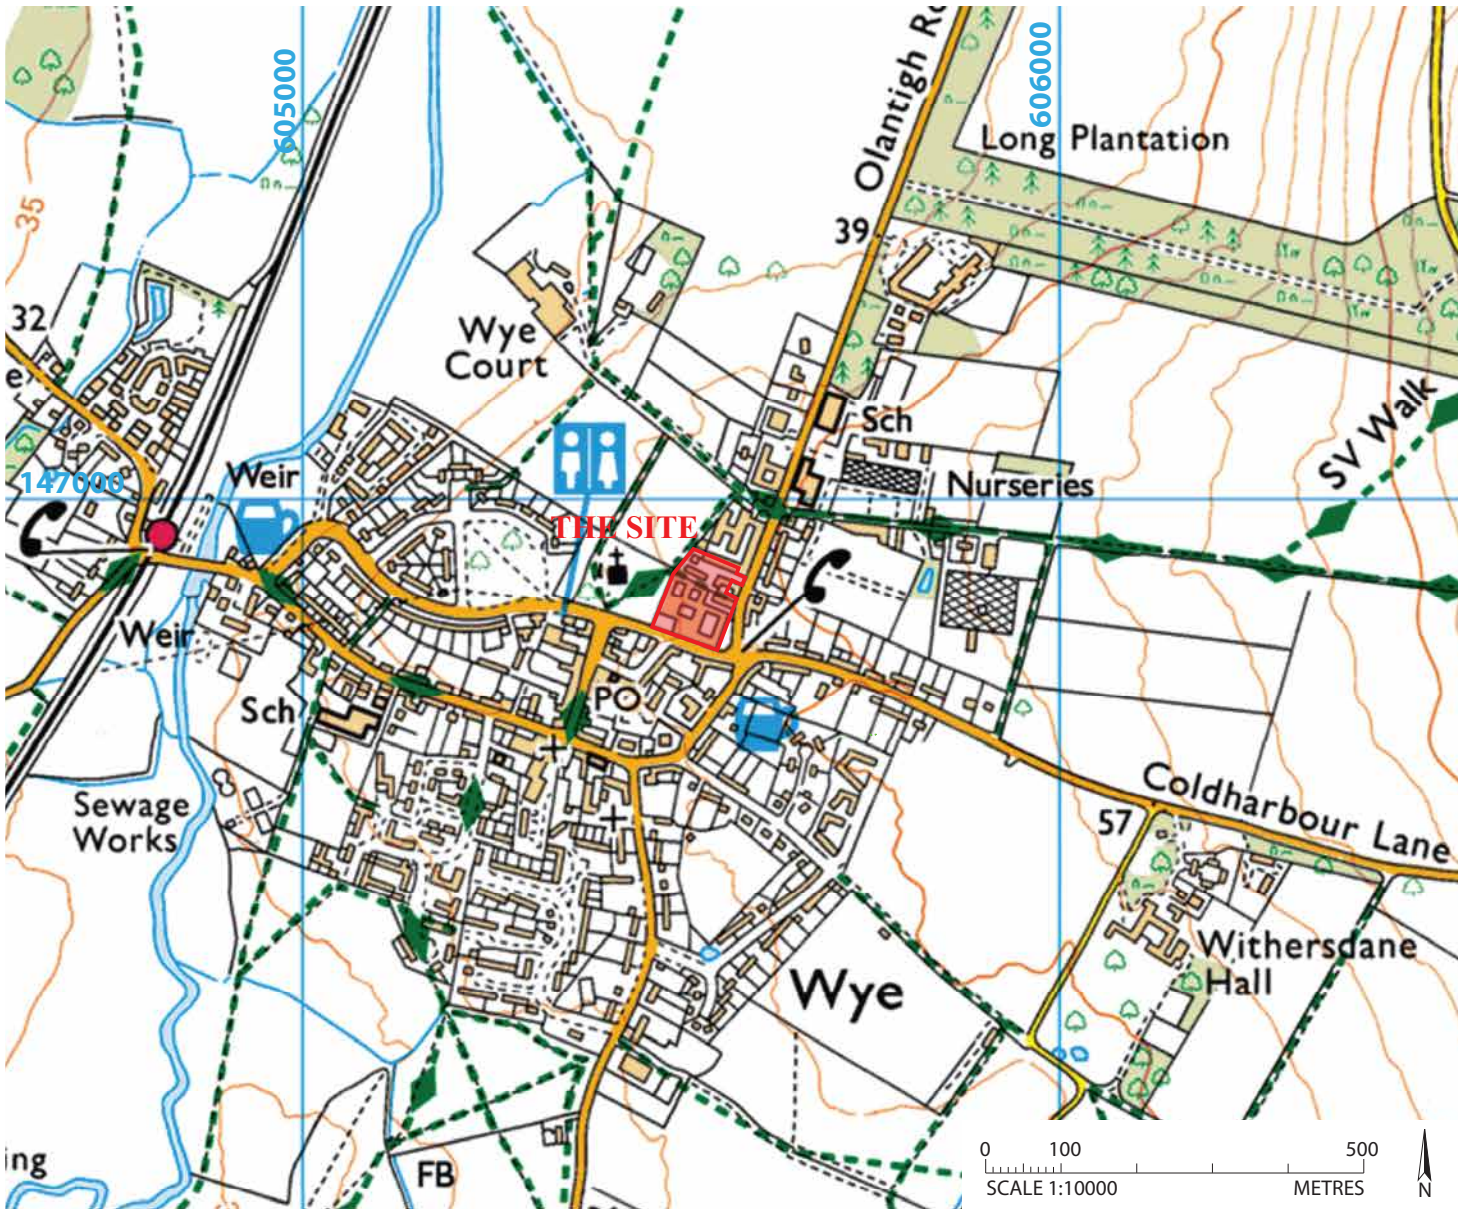 605000
606000
Olantigh Ro
Long Plantation
35
39
32
Wye
Court
e
Sch
SV Walk
Weir
147000
Nurseries
THE SITE
Weir
PO
Sch
Sewage
Works
Coldharbour Lane
57
Withersdane
Hall
Wye
0 100 500
SCALE 1:10000 METRES
N
ing
FB